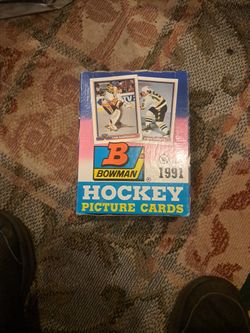 B
BOWMAN
1991
HOCKEY
PICTURE CARDS